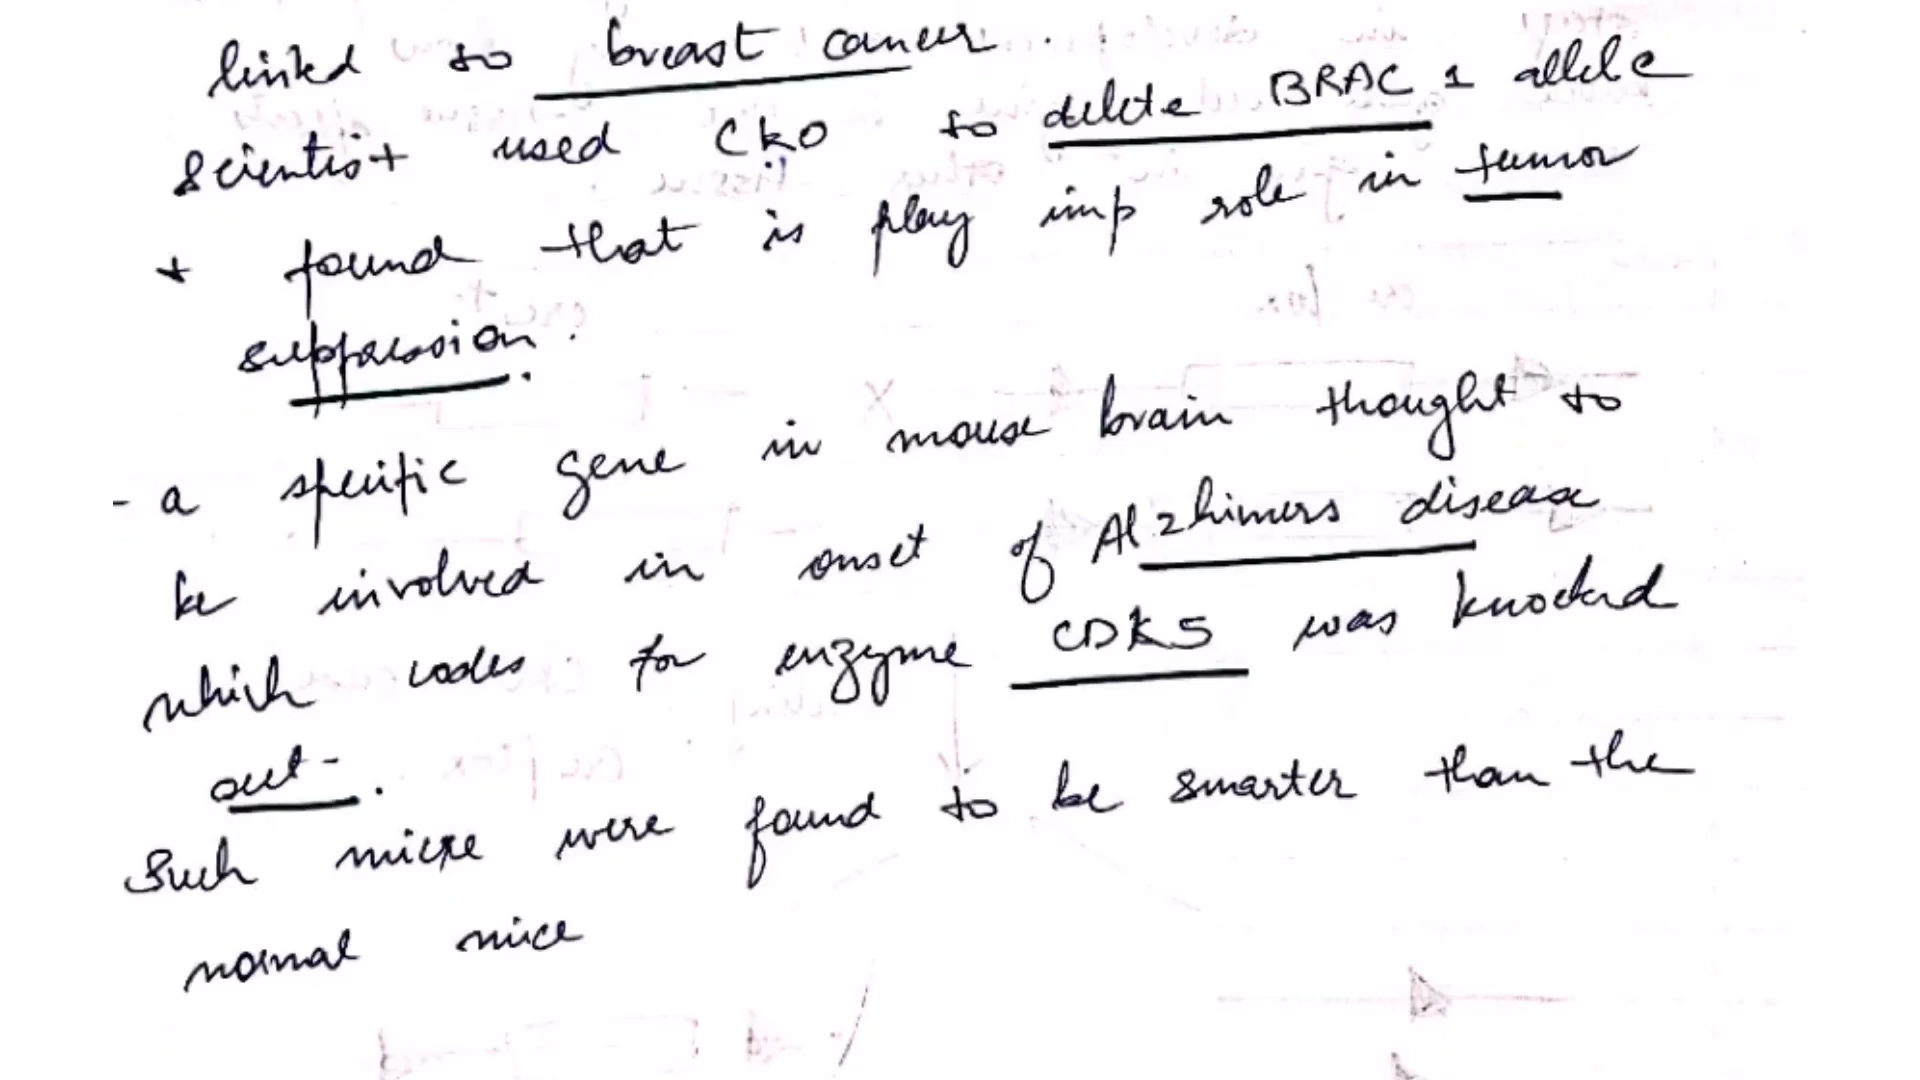 linked to breast cancer.
Scientist used CKO to delete BRAC 1 allele
+ found that is play imp role in tumor
suppression.
- a specific gene in mouse brain thought to
be involved in onset of Alzhimers disease
which codes for enzyme CDK5 was knocked
out.
Such mice were found to be smarter than the
normal mice